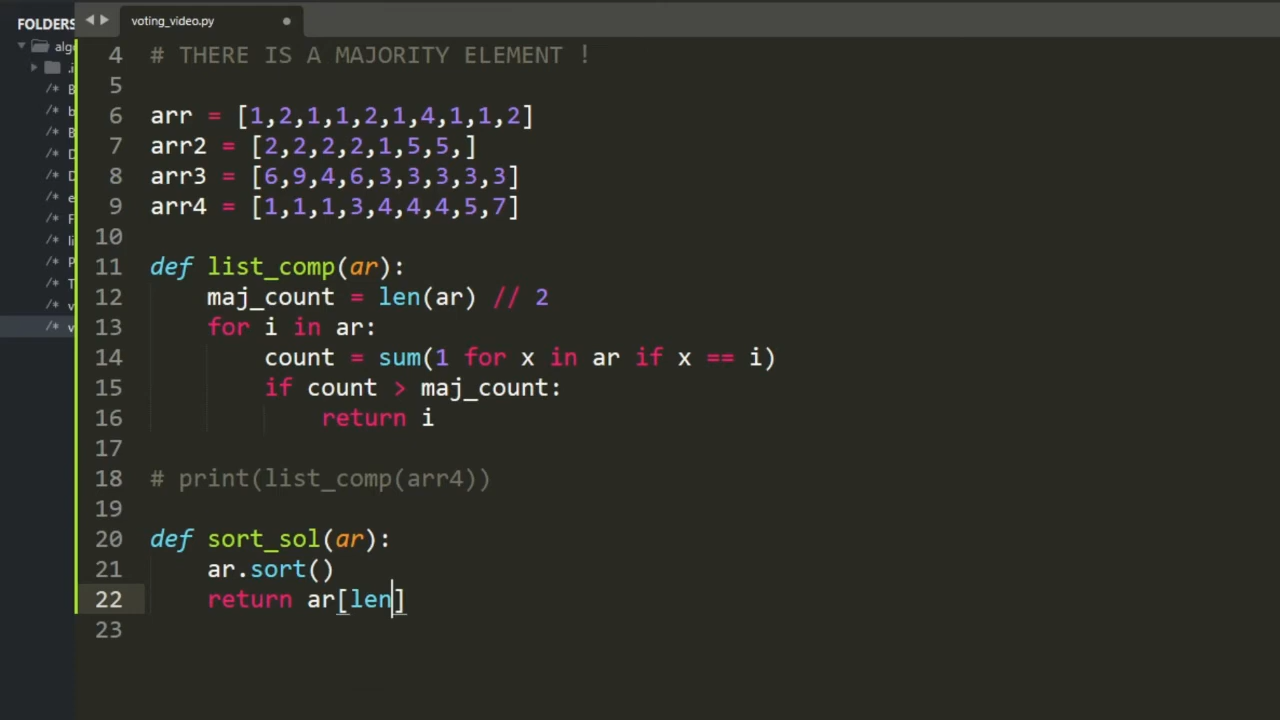 FOLDERS
voting_video.py
4 # THERE IS A MAJORITY ELEMENT !
5
6 arr = [1,2,1,1,2,1,4,1,1,2]
7 arr2 = [2,2,2,2,1,5,5,]
8 arr3 = [6,9,4,6,3,3,3,3,3]
9 arr4 = [1,1,1,3,4,4,4,5,7]
10
11 def list_comp(ar):
12 maj_count = len(ar) // 2
13 for i in ar:
14 count = sum(1 for x in ar if x == i)
15 if count > maj_count:
16 return i
17
18 # print(list_comp(arr4))
19
20 def sort_sol(ar):
21 ar.sort()
22 return ar[len]
23